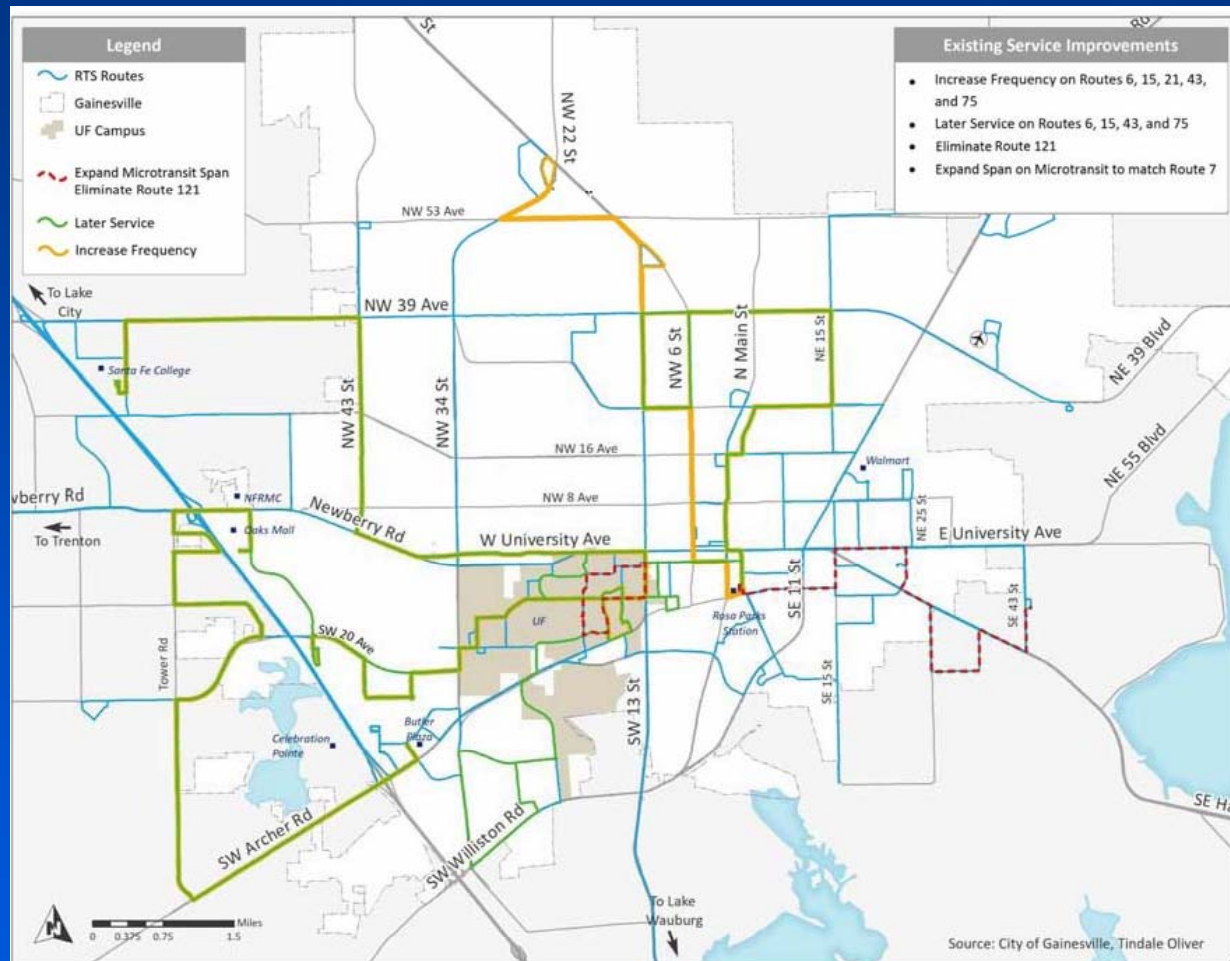 Legend
RTS Routes
Gainesville
UF Campus
Expand Microtransit Span
Eliminate Route 121
Later Service
Increase Frequency
Existing Service Improvements
• Increase Frequency on Routes 6, 15, 21, 43,
and 75
• Later Service on Routes 6, 15, 43, and 75
• Eliminate Route 121
• Expand Span on Microtransit to match Route 7
St
Rd
NW 22 St
NW 53 Ave
To Lake
City
NW 39 Ave
Santa Fe College
NW 43 St
NW 34 St
NW 6 St
N Main St
NE 15 St
NE 39 Blvd
NE 55 Blvd
NW 16 Ave
Walmart
wberry Rd
NFRMC
NW 8 Ave
NE 25 St
To Trenton
Oaks Mall
Newberry Rd
W University Ave
E University Ave
SE 11 St
SE 43 St
UF
Rosa Parks
Station
SW 20 Ave
Tower Rd
SE 15 St
SW 13 St
Butler
Plaza
Celebration
Pointe
SW Archer Rd
SW Williston Rd
SE Ha
To Lake
Wauburg
N
Miles
0 0.375 0.75 1.5
Source: City of Gainesville, Tindale Oliver